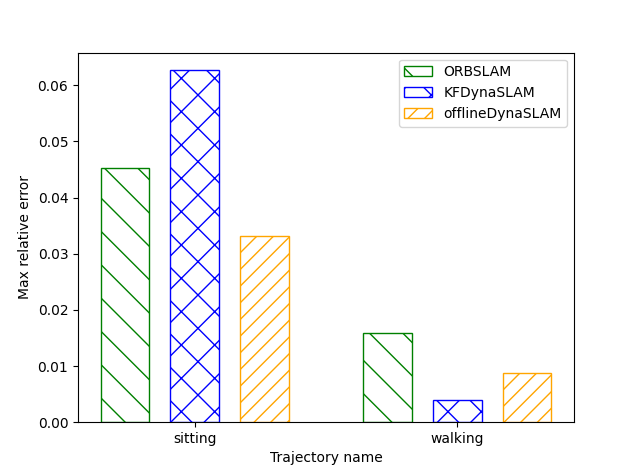 ORBSLAM
KFDynaSLAM
offlineDynaSLAM
Max relative error
0.06
0.05
0.04
0.03
0.02
0.01
0.00
sitting
walking
Trajectory name